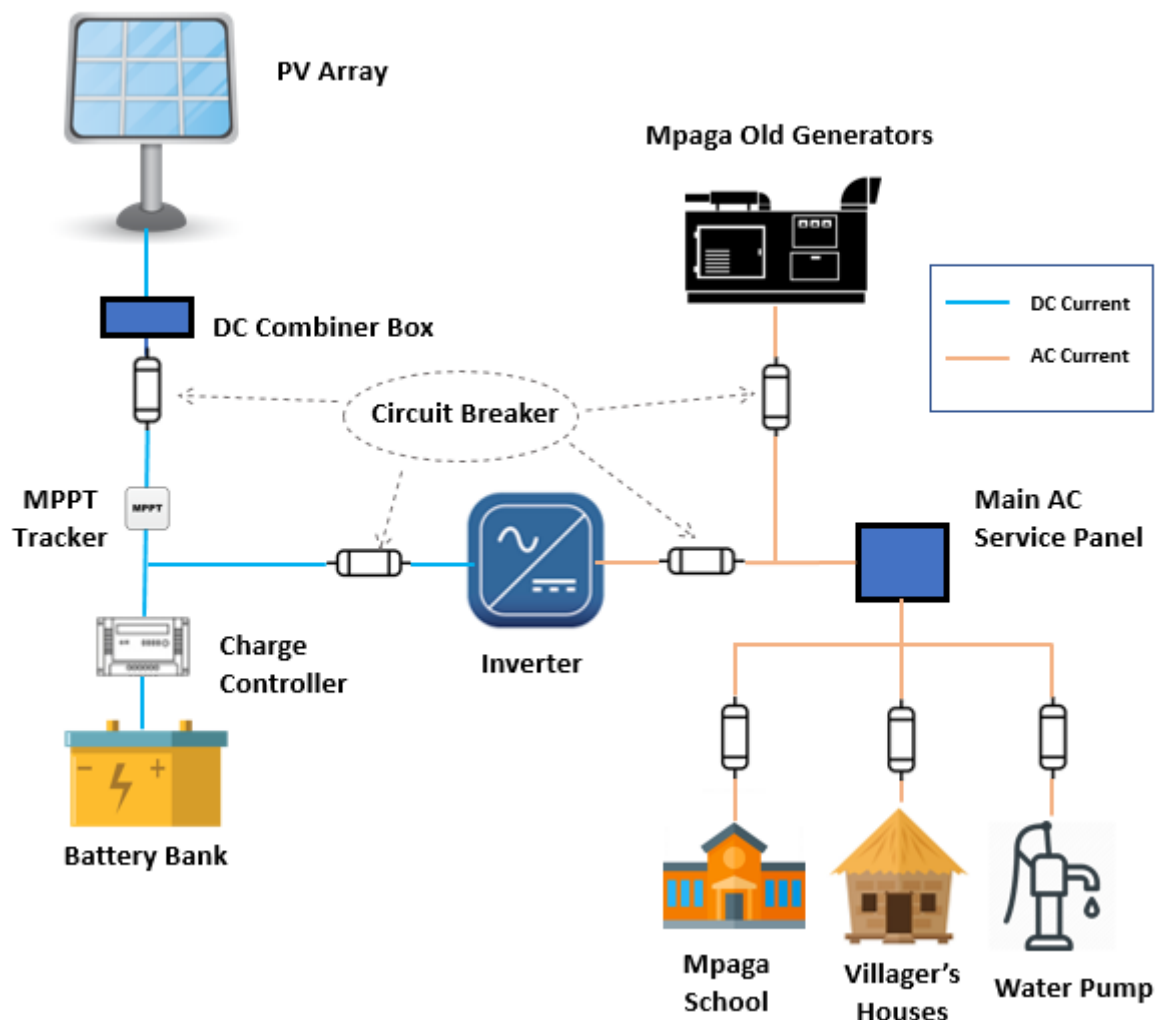 PV Array
Mpaga Old Generators
DC Current
AC Current
DC Combiner Box
Circuit Breaker
MPPT
Tracker
MPPT
Main AC
Service Panel
Charge
Controller
Inverter
Battery Bank
Mpaga
School
Villager’s
Houses
Water Pump